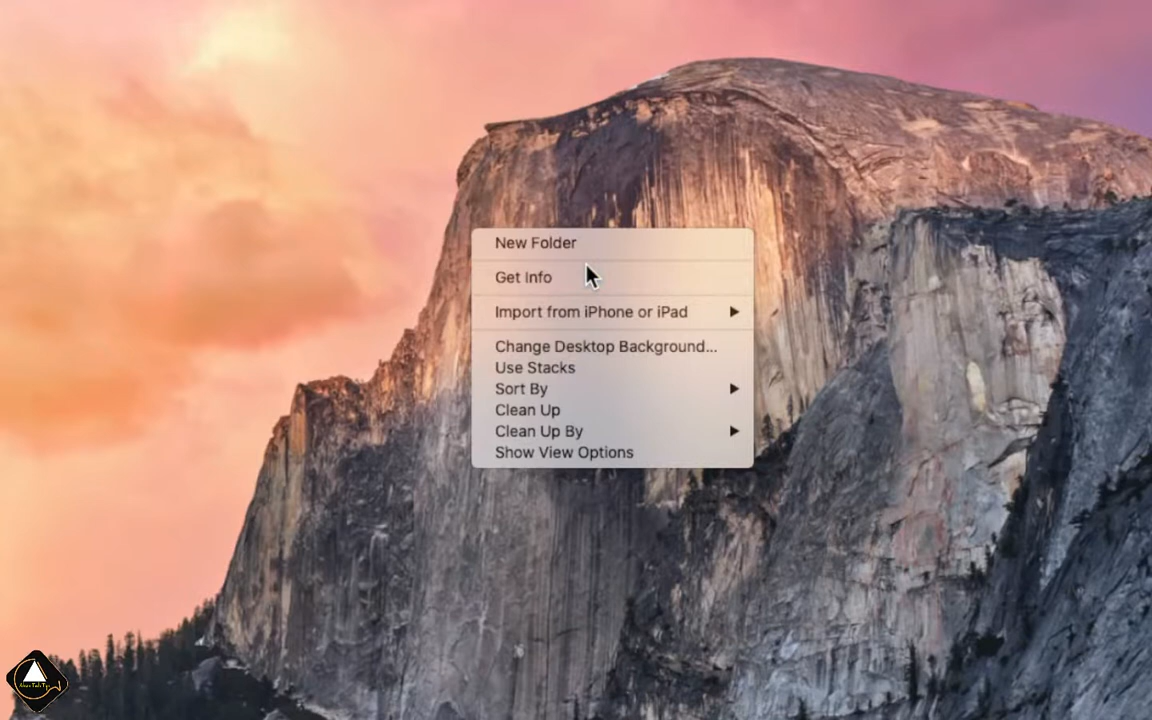 New Folder
Get Info
Import from iPhone or iPad
Change Desktop Background...
Use Stacks
Sort By
Clean Up
Clean Up By
Show View Options